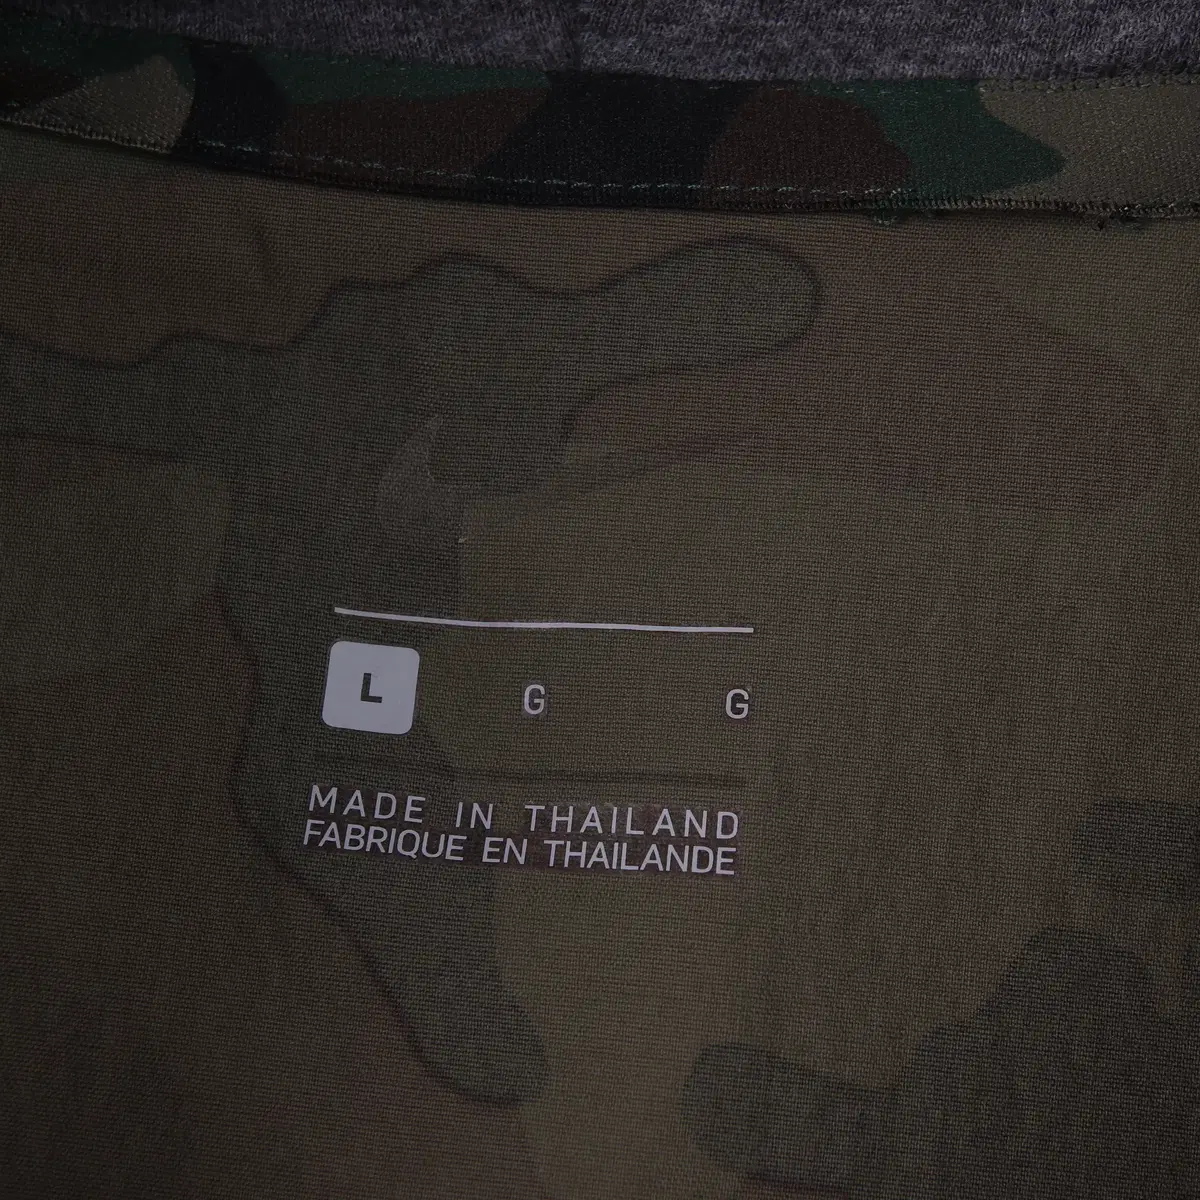 L G G
MADE IN THAILAND
FABRIQUE EN THAILANDE